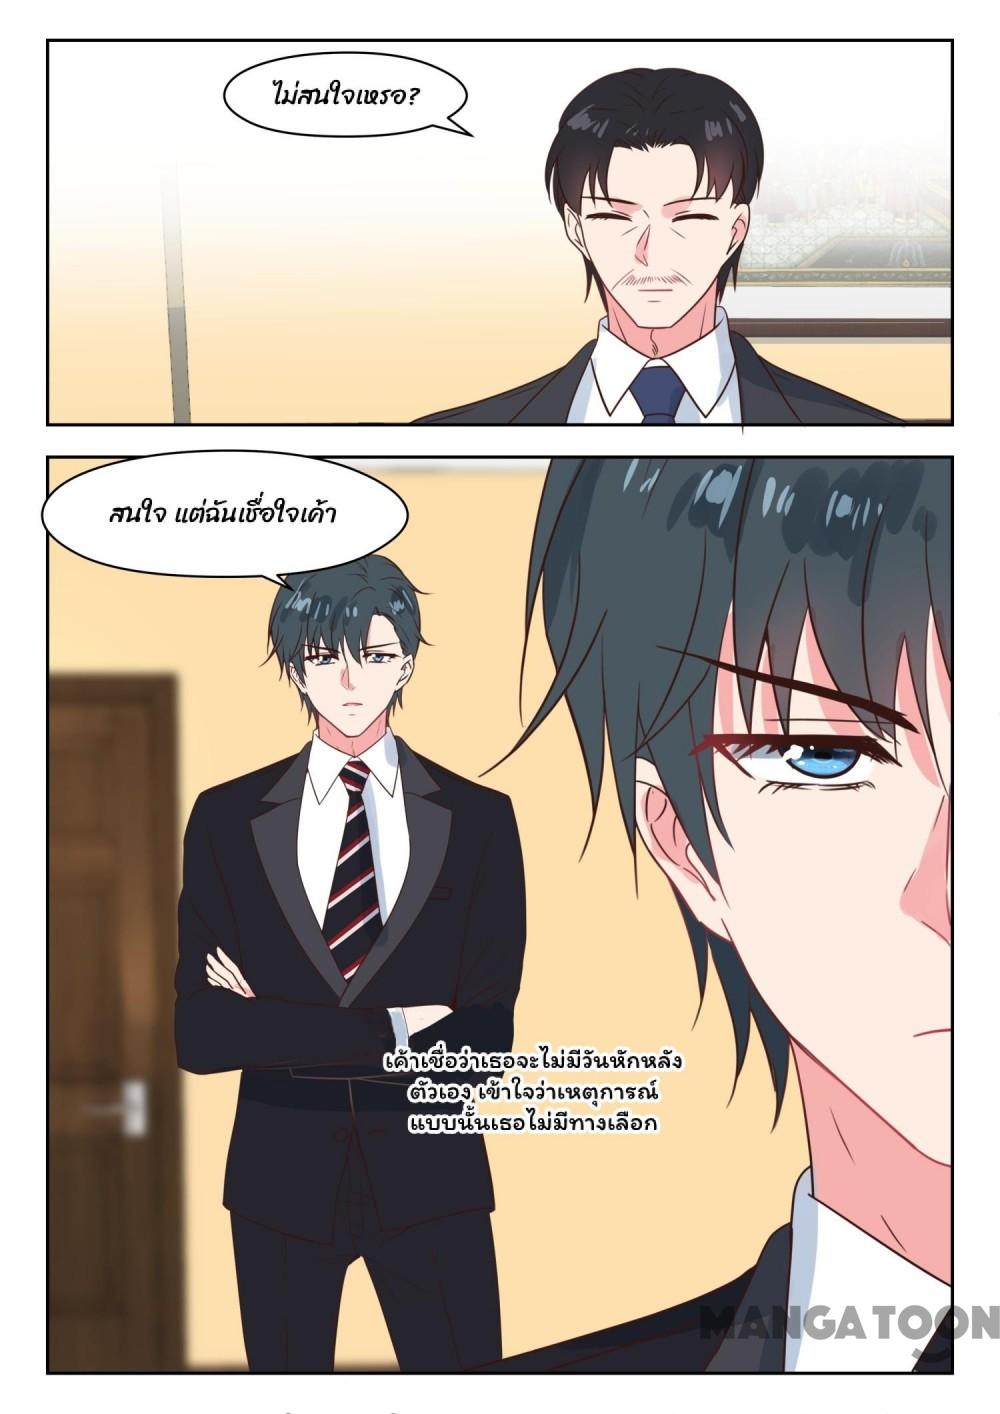 ไม่สนใจเหรอ?
สนใจ แต่ฉันเชื่อใจเค้า
เค้าเชื่อว่าเธอจะไม่มีวันหักหลัง
ตัวเอง เข้าใจว่าเหตุการณ์
แบบนั้นเธอไม่มีทางเลือก
MANGATOON